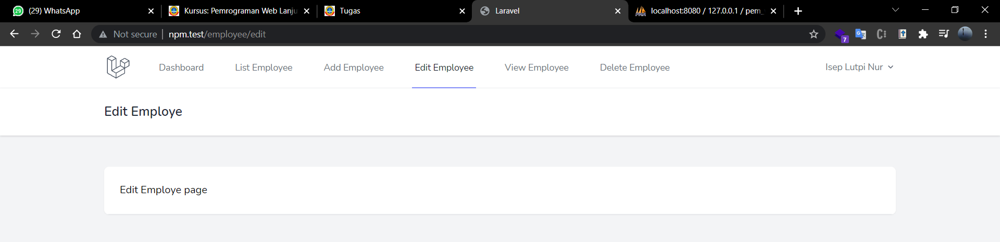 29 (29) WhatsApp
Kursus: Pemrograman Web Lanju
Tugas
Laravel
PMA localhost:8080 / 127.0.0.1 / pem_
Not secure | npm.test/employee/edit
7
Dashboard List Employee Add Employee Edit Employee View Employee Delete Employee Isep Lutpi Nur
Edit Employe
Edit Employe page